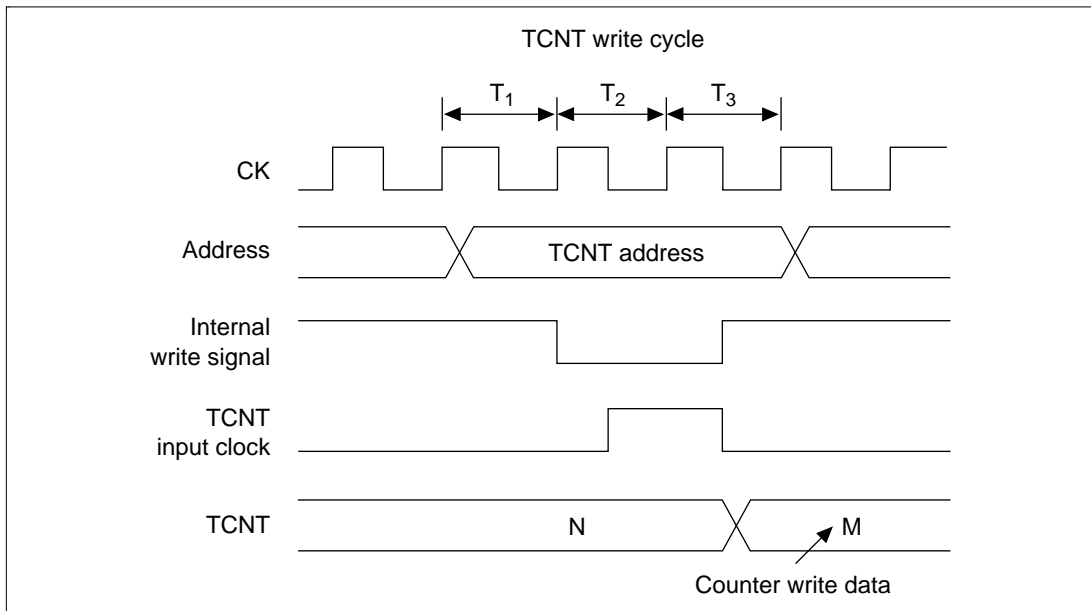 TCNT write cycle
T1 T2 T3
CK
Address
TCNT address
Internal
write signal
TCNT
input clock
TCNT
N
M
Counter write data